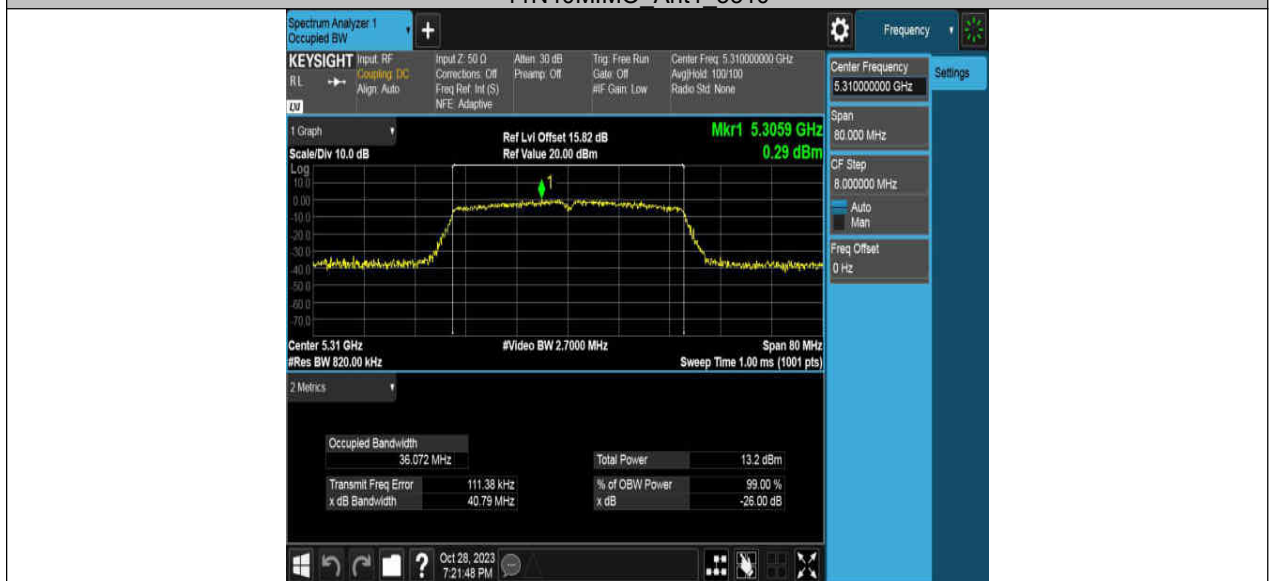 Spectrum Analyzer 1
Occupied BW
+
Frequency
KEYSIGHT
RL
Input: RF
Coupling: DC
Align: Auto
Input Z: 50 Ω
Corrections: Off
Freq Ref: Int (S)
NFE: Adaptive
Atten: 30 dB
Preamp: Off
Trig: Free Run
Gate: Off
#IF Gain: Low
Center Freq: 5.310000000 GHz
Avg|Hold: 100/100
Radio Std: None
Center Frequency
5.310000000 GHz
Settings
Span
80.000 MHz
CF Step
8.000000 MHz
Auto
Man
Freq Offset
0 Hz
1 Graph
Scale/Div 10.0 dB
Ref Lvl Offset 15.82 dB
Ref Value 20.00 dBm
Mkr1 5.3059 GHz
0.29 dBm
Log
10.0
0.00
-10.0
-20.0
-30.0
-40.0
-50.0
-60.0
-70.0
1
Center 5.31 GHz
#Res BW 820.00 kHz
#Video BW 2.7000 MHz
Span 80 MHz
Sweep Time 1.00 ms (1001 pts)
2 Metrics
Occupied Bandwidth
36.072 MHz
Total Power 13.2 dBm
Transmit Freq Error 111.38 kHz
% of OBW Power 99.00 %
x dB Bandwidth 40.79 MHz
x dB -26.00 dB
?
Oct 28, 2023
7:21:48 PM